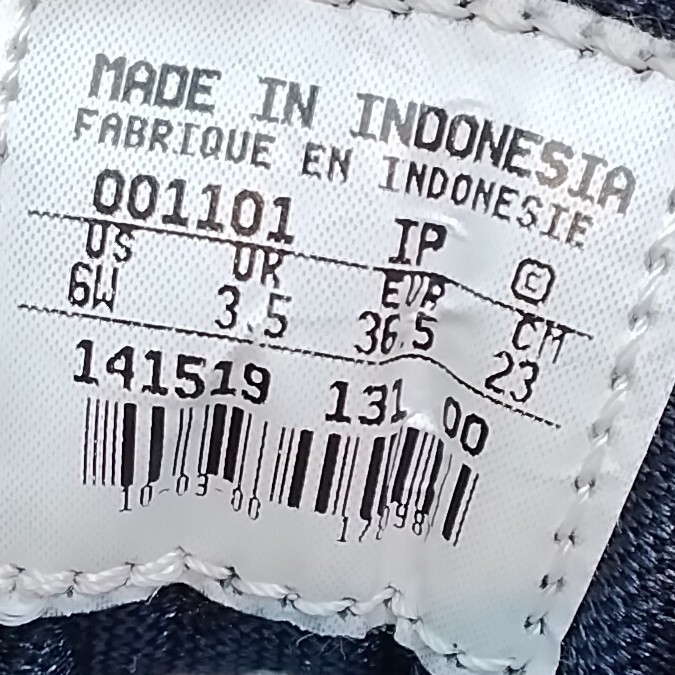 MADE IN INDONESIA
FABRIQUE EN INDONESIE
001101 IP ©
US UK EUR CM
6W 3.5 36.5 23
141519 131 00
10-03-00 17098